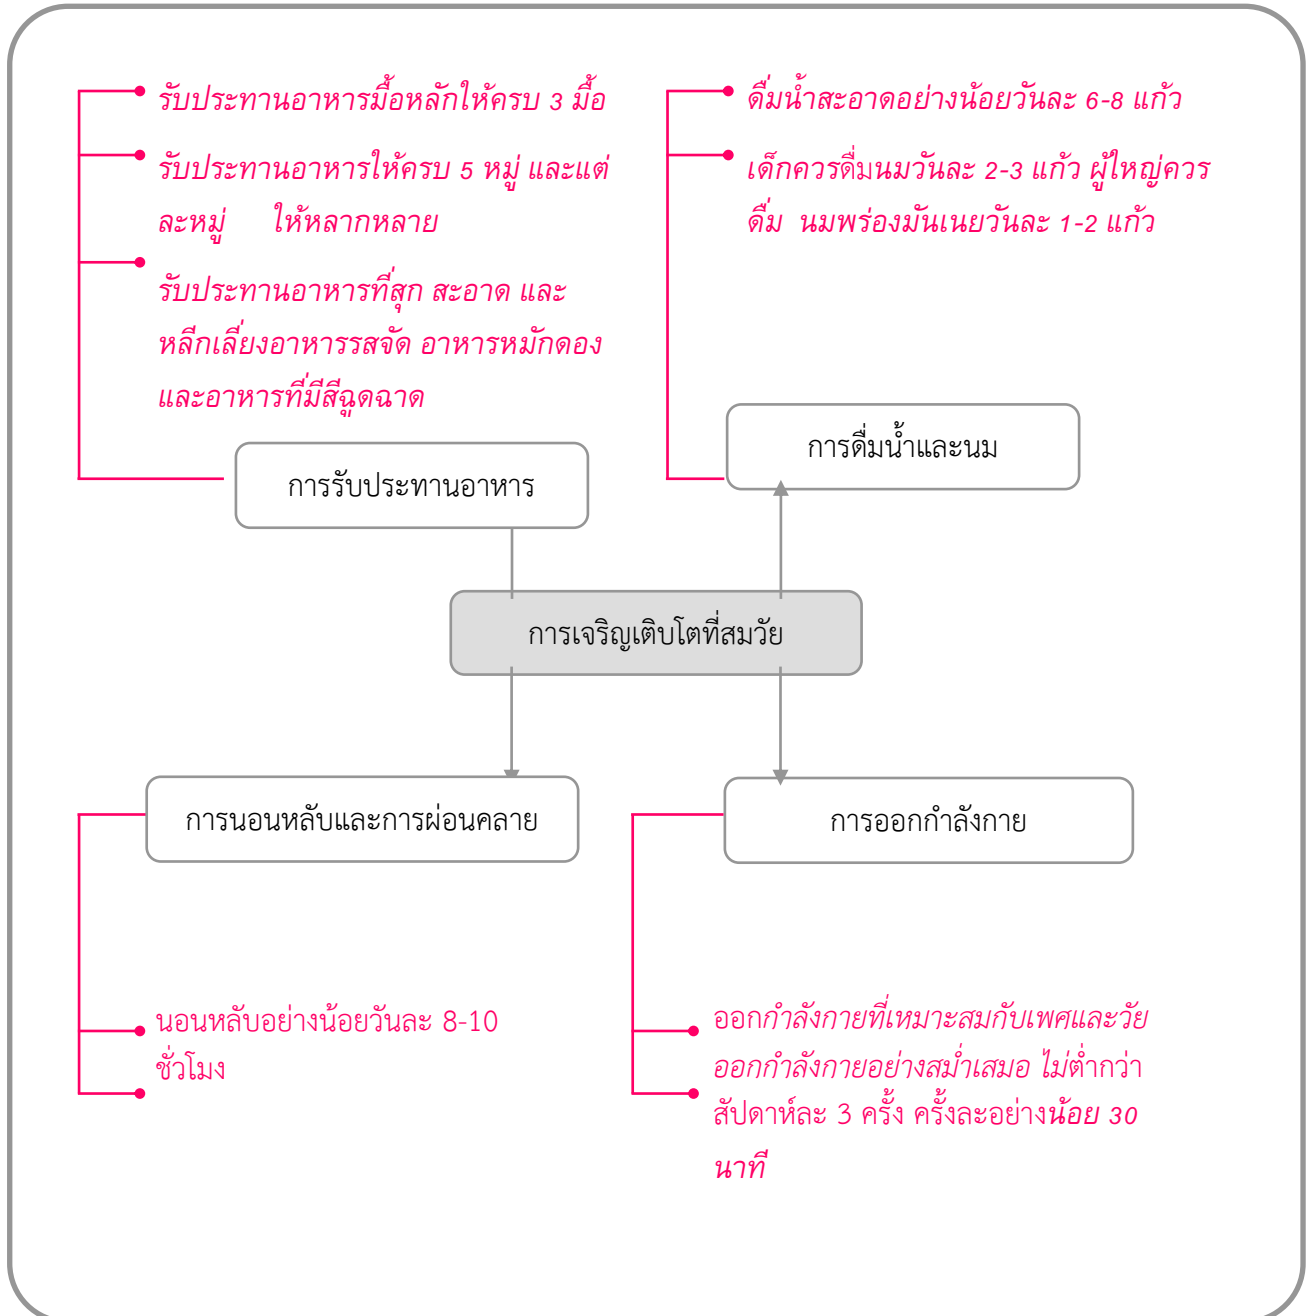 รับประทานอาหารมื้อหลักให้ครบ 3 มื้อ
รับประทานอาหารให้ครบ 5 หมู่ และแต่
ละหมู่ ให้หลากหลาย
รับประทานอาหารที่สุก สะอาด และ
หลีกเลี่ยงอาหารรสจัด อาหารหมักดอง
และอาหารที่มีสีฉูดฉาด
การรับประทานอาหาร
ดื่มน้ำสะอาดอย่างน้อยวันละ 6-8 แก้ว
เด็กควรดื่มนมวันละ 2-3 แก้ว ผู้ใหญ่ควร
ดื่ม นมพร่องมันเนยวันละ 1-2 แก้ว
การดื่มน้ำและนม
การเจริญเติบโตที่สมวัย
การนอนหลับและการผ่อนคลาย
นอนหลับอย่างน้อยวันละ 8-10
ชั่วโมง
การออกกำลังกาย
ออกกำลังกายที่เหมาะสมกับเพศและวัย
ออกกำลังกายอย่างสม่ำเสมอ ไม่ต่ำกว่า
สัปดาห์ละ 3 ครั้ง ครั้งละอย่างน้อย 30
นาที